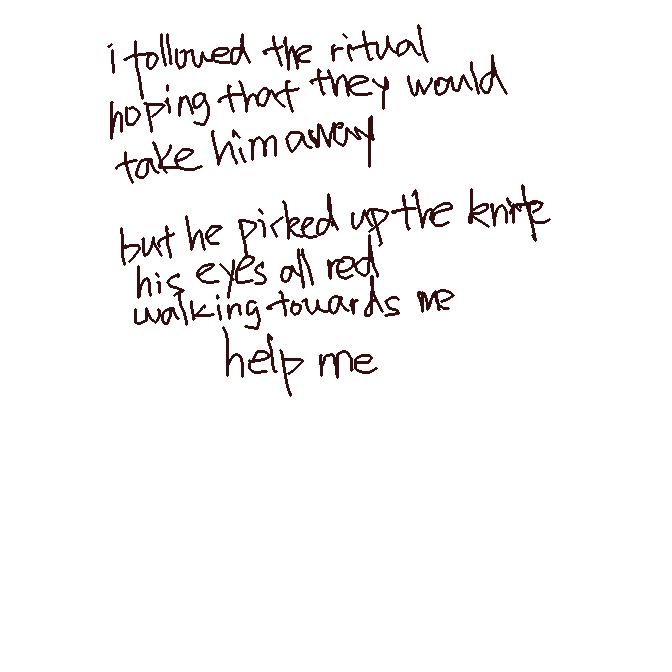 i followed the ritual
hoping that they would
take him away
but he picked up the knife
his eyes all red
walking towards me
help me